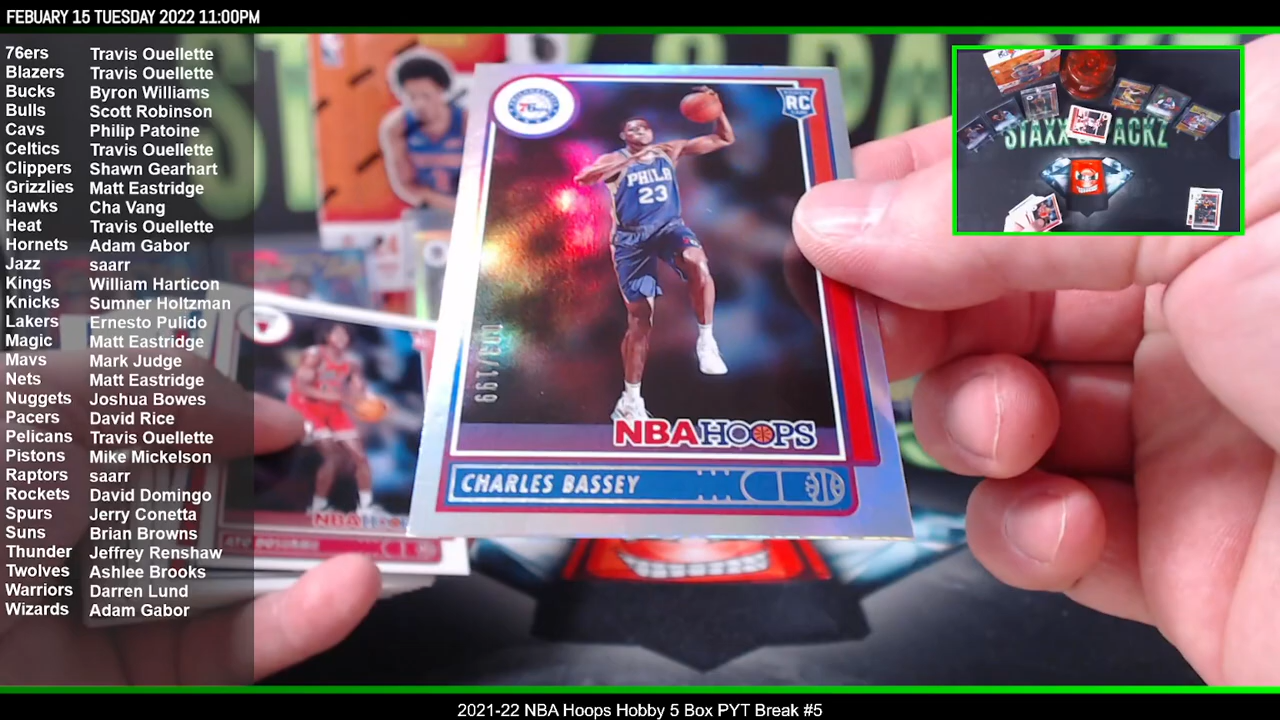 FEBUARY 15 TUESDAY 2022 11:00PM
76ers Travis Ouellette
Blazers Travis Ouellette
Bucks Byron Williams
Bulls Scott Robinson
Cavs Philip Patoine
Celtics Travis Ouellette
Clippers Shawn Gearhart
Grizzlies Matt Eastridge
Hawks Cha Vang
Heat Travis Ouellette
Hornets Adam Gabor
Jazz saarr
Kings William Harticon
Knicks Sumner Holtzman
Lakers Ernesto Pulido
Magic Matt Eastridge
Mavs Mark Judge
Nets Matt Eastridge
Nuggets Joshua Bowes
Pacers David Rice
Pelicans Travis Ouellette
Pistons Mike Mickelson
Raptors saarr
Rockets David Domingo
Spurs Jerry Conetta
Suns Brian Browns
Thunder Jeffrey Renshaw
Twolves Ashlee Brooks
Warriors Darren Lund
Wizards Adam Gabor
76ers
RC
PHILA
23
103/199
NBA HOOPS
CHARLES BASSEY
NBA HOOPS
STAXX
2021-22 NBA Hoops Hobby 5 Box PYT Break #5